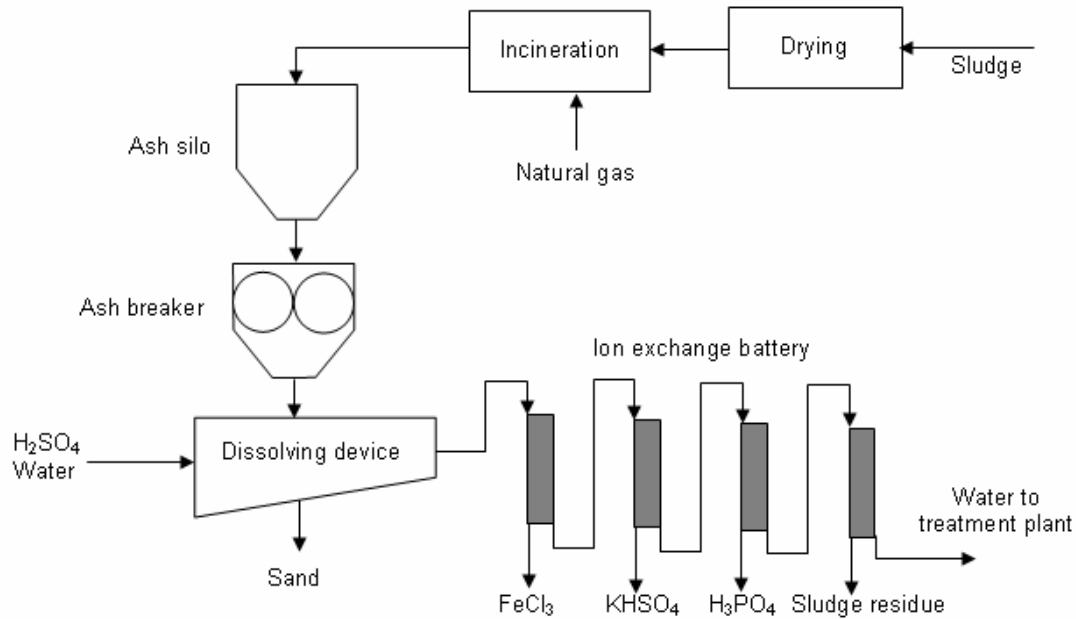 Incineration
Drying
Sludge
Natural gas
Ash silo
Ash breaker
Ion exchange battery
H₂SO₄
Water
Dissolving device
Sand
Water to
treatment plant
FeCl₃
KHSO₄
H₃PO₄
Sludge residue